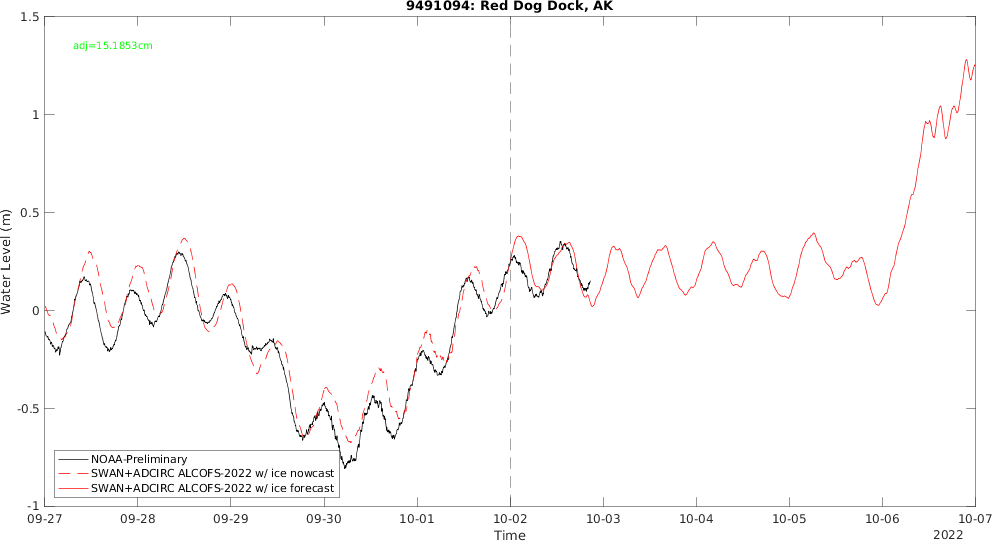 9491094: Red Dog Dock, AK
adj=15.1853cm
1.5
1
0.5
0
-0.5
-1
Water Level (m)
NOAA-Preliminary
SWAN+ADCIRC ALCOFS-2022 w/ ice nowcast
SWAN+ADCIRC ALCOFS-2022 w/ ice forecast
09-27 09-28 09-29 09-30 10-01 10-02 10-03 10-04 10-05 10-06 10-07
Time
2022